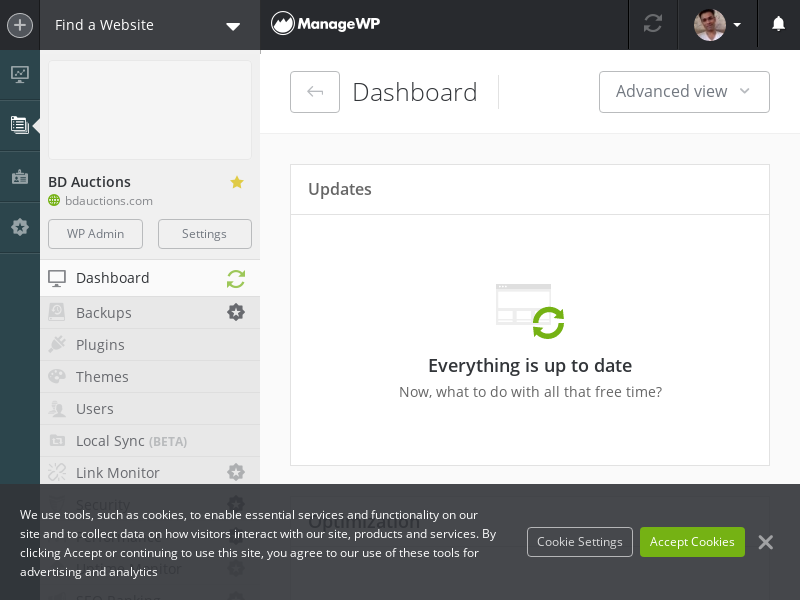 Find a Website
ManageWP
Dashboard
Advanced view
BD Auctions
bdauctions.com
WP Admin
Settings
Dashboard
Backups
Plugins
Themes
Users
Local Sync (BETA)
Link Monitor
Security
Updates
Everything is up to date
Now, what to do with all that free time?
Optimization
We use tools, such as cookies, to enable essential services and functionality on our
site and to collect data on how visitors interact with our site, products and services. By
clicking Accept or continuing to use this site, you agree to our use of these tools for
advertising and analytics
Cookie Settings
Accept Cookies